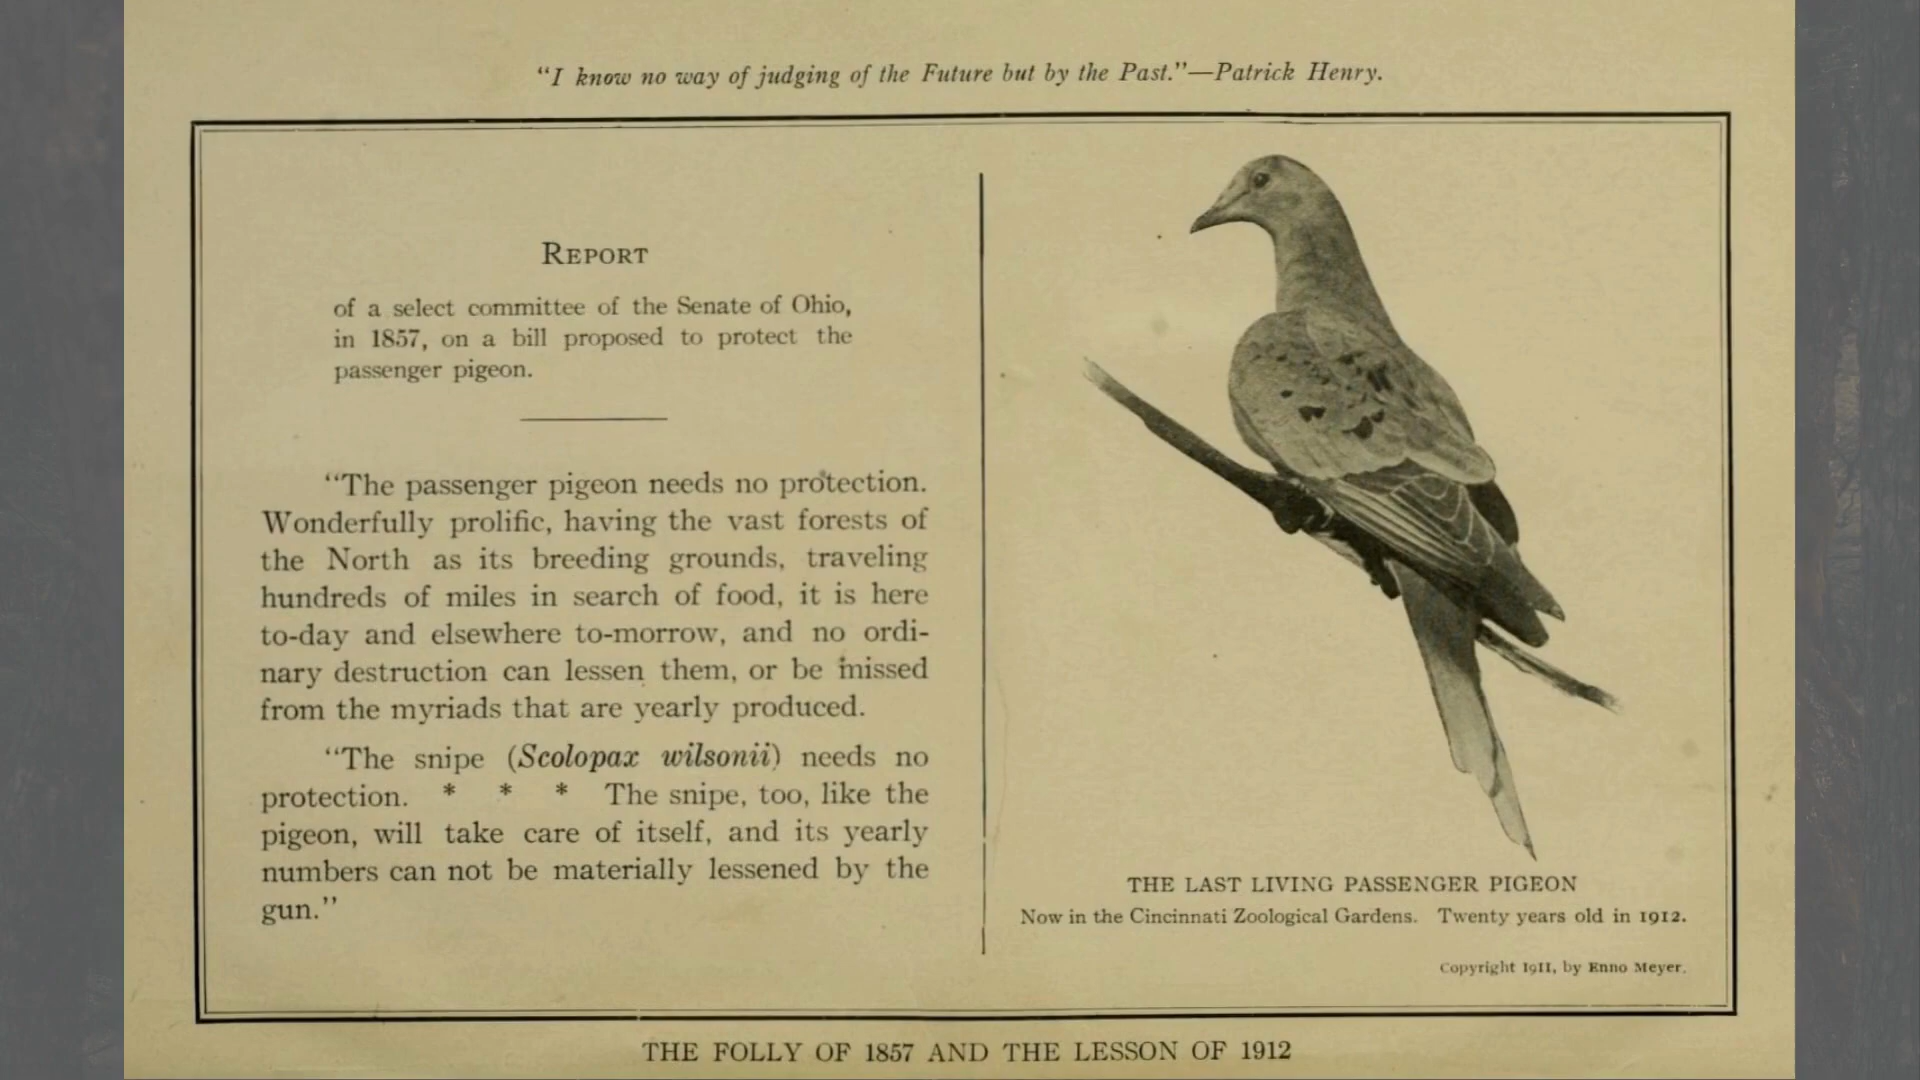 "I know no way of judging of the Future but by the Past."—Patrick Henry.
REPORT
of a select committee of the Senate of Ohio,
in 1857, on a bill proposed to protect the
passenger pigeon.
"The passenger pigeon needs no protection.
Wonderfully prolific, having the vast forests of
the North as its breeding grounds, traveling
hundreds of miles in search of food, it is here
to-day and elsewhere to-morrow, and no ordi-
nary destruction can lessen them, or be missed
from the myriads that are yearly produced.
"The snipe (Scolopax wilsonii) needs no
protection. * * * The snipe, too, like the
pigeon, will take care of itself, and its yearly
numbers can not be materially lessened by the
gun."
THE LAST LIVING PASSENGER PIGEON
Now in the Cincinnati Zoological Gardens. Twenty years old in 1912.
Copyright 1911, by Enno Meyer.
THE FOLLY OF 1857 AND THE LESSON OF 1912